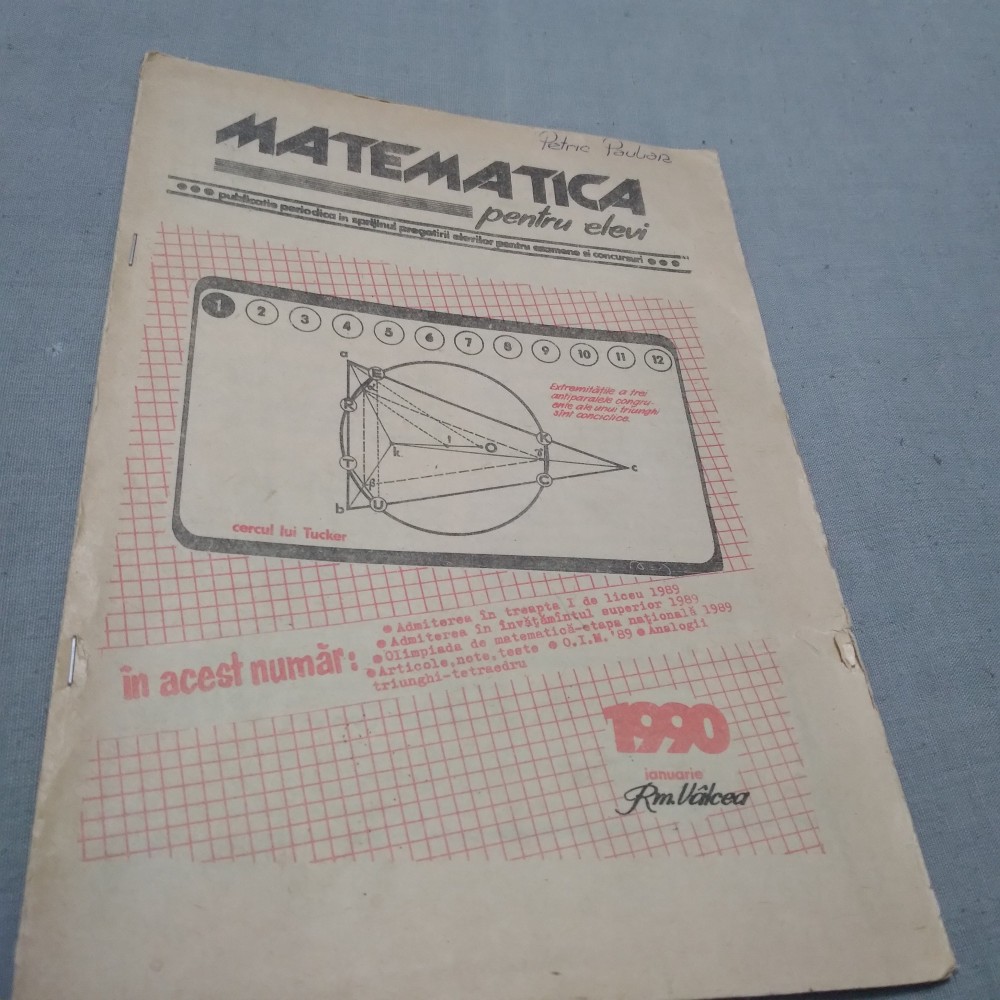 Petric
MATEMATICA
pentru elevi
publicatie periodica in sprijinul pregatirii elevilor pentru examene si concursuri
1 2 3 4 5 6 7 8 9 10 11 12
a
E
R
T
b
U
k
O
K
C
c
Extremitățile a trei
antiparalele congru-
ente ale unui triunghi
sînt conciclice.
cercul lui Tucker
în acest număr:
● Admiterea în treapta I de liceu 1989
● Admiterea în învățămîntul superior 1989
● Olimpiada de matematică-etapa națională 1989
● Articole, note, teste ● O.I.M.'89 ● Analogii
triunghi-tetraedru
1990
ianuarie
Rm. Vâlcea